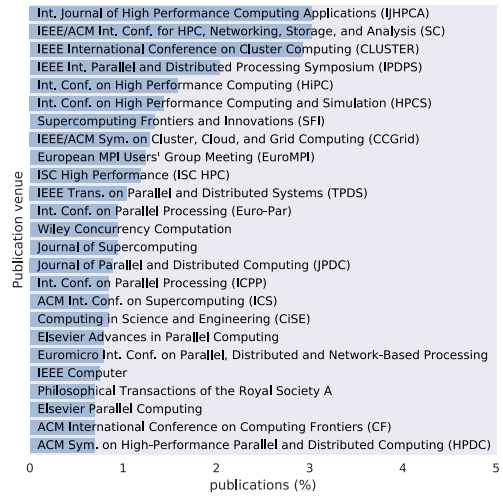 Publication venue
Int. Journal of High Performance Computing Applications (IJHPCA)
IEEE/ACM Int. Conf. for HPC, Networking, Storage, and Analysis (SC)
IEEE International Conference on Cluster Computing (CLUSTER)
IEEE Int. Parallel and Distributed Processing Symposium (IPDPS)
Int. Conf. on High Performance Computing (HiPC)
Int. Conf. on High Performance Computing and Simulation (HPCS)
Supercomputing Frontiers and Innovations (SFI)
IEEE/ACM Sym. on Cluster, Cloud, and Grid Computing (CCGrid)
European MPI Users' Group Meeting (EuroMPI)
ISC High Performance (ISC HPC)
IEEE Trans. on Parallel and Distributed Systems (TPDS)
Int. Conf. on Parallel Processing (Euro-Par)
Wiley Concurrency Computation
Journal of Supercomputing
Journal of Parallel and Distributed Computing (JPDC)
Int. Conf. on Parallel Processing (ICPP)
ACM Int. Conf. on Supercomputing (ICS)
Computing in Science and Engineering (CiSE)
Elsevier Advances in Parallel Computing
Euromicro Int. Conf. on Parallel, Distributed and Network-Based Processing
IEEE Computer
Philosophical Transactions of the Royal Society A
Elsevier Parallel Computing
ACM International Conference on Computing Frontiers (CF)
ACM Sym. on High-Performance Parallel and Distributed Computing (HPDC)
0 1 2 3 4 5
publications (%)